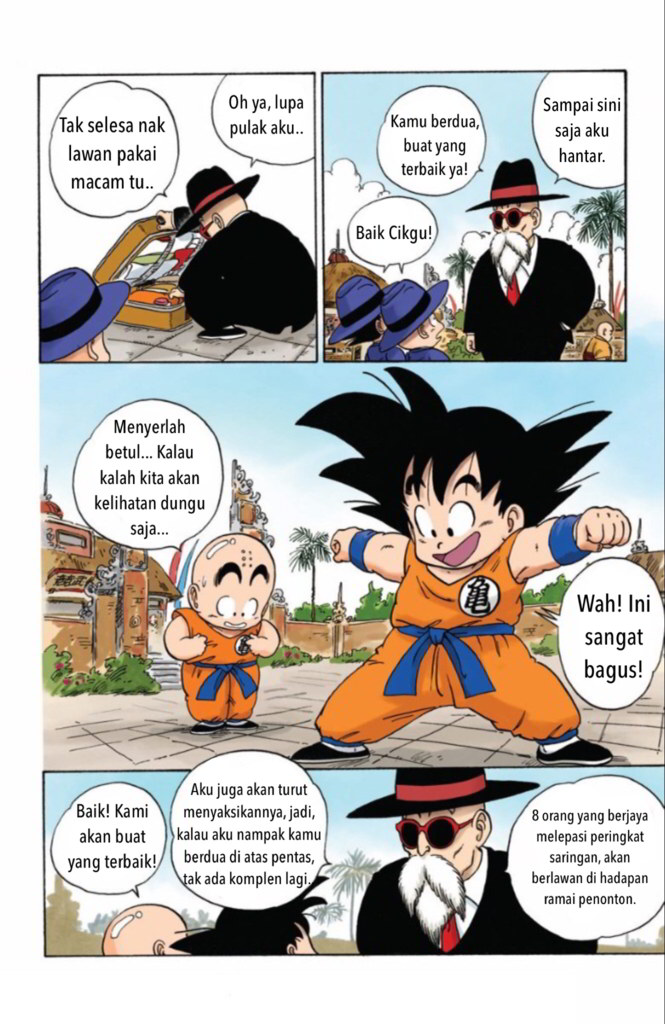 Sampai sini
saja aku
hantar.
Kamu berdua,
buat yang
terbaik ya!
Baik Cikgu!
Oh ya, lupa
pulak aku..
Tak selesa nak
lawan pakai
macam tu..
Wah! Ini
sangat
bagus!
亀
Menyerlah
betul... Kalau
kalah kita akan
kelihatan dungu
saja...
8 orang yang berjaya
melepasi peringkat
saringan, akan
berlawan di hadapan
ramai penonton.
Aku juga akan turut
menyaksikannya, jadi,
kalau aku nampak kamu
berdua di atas pentas,
tak ada komplen lagi.
Baik! Kami
akan buat
yang terbaik!